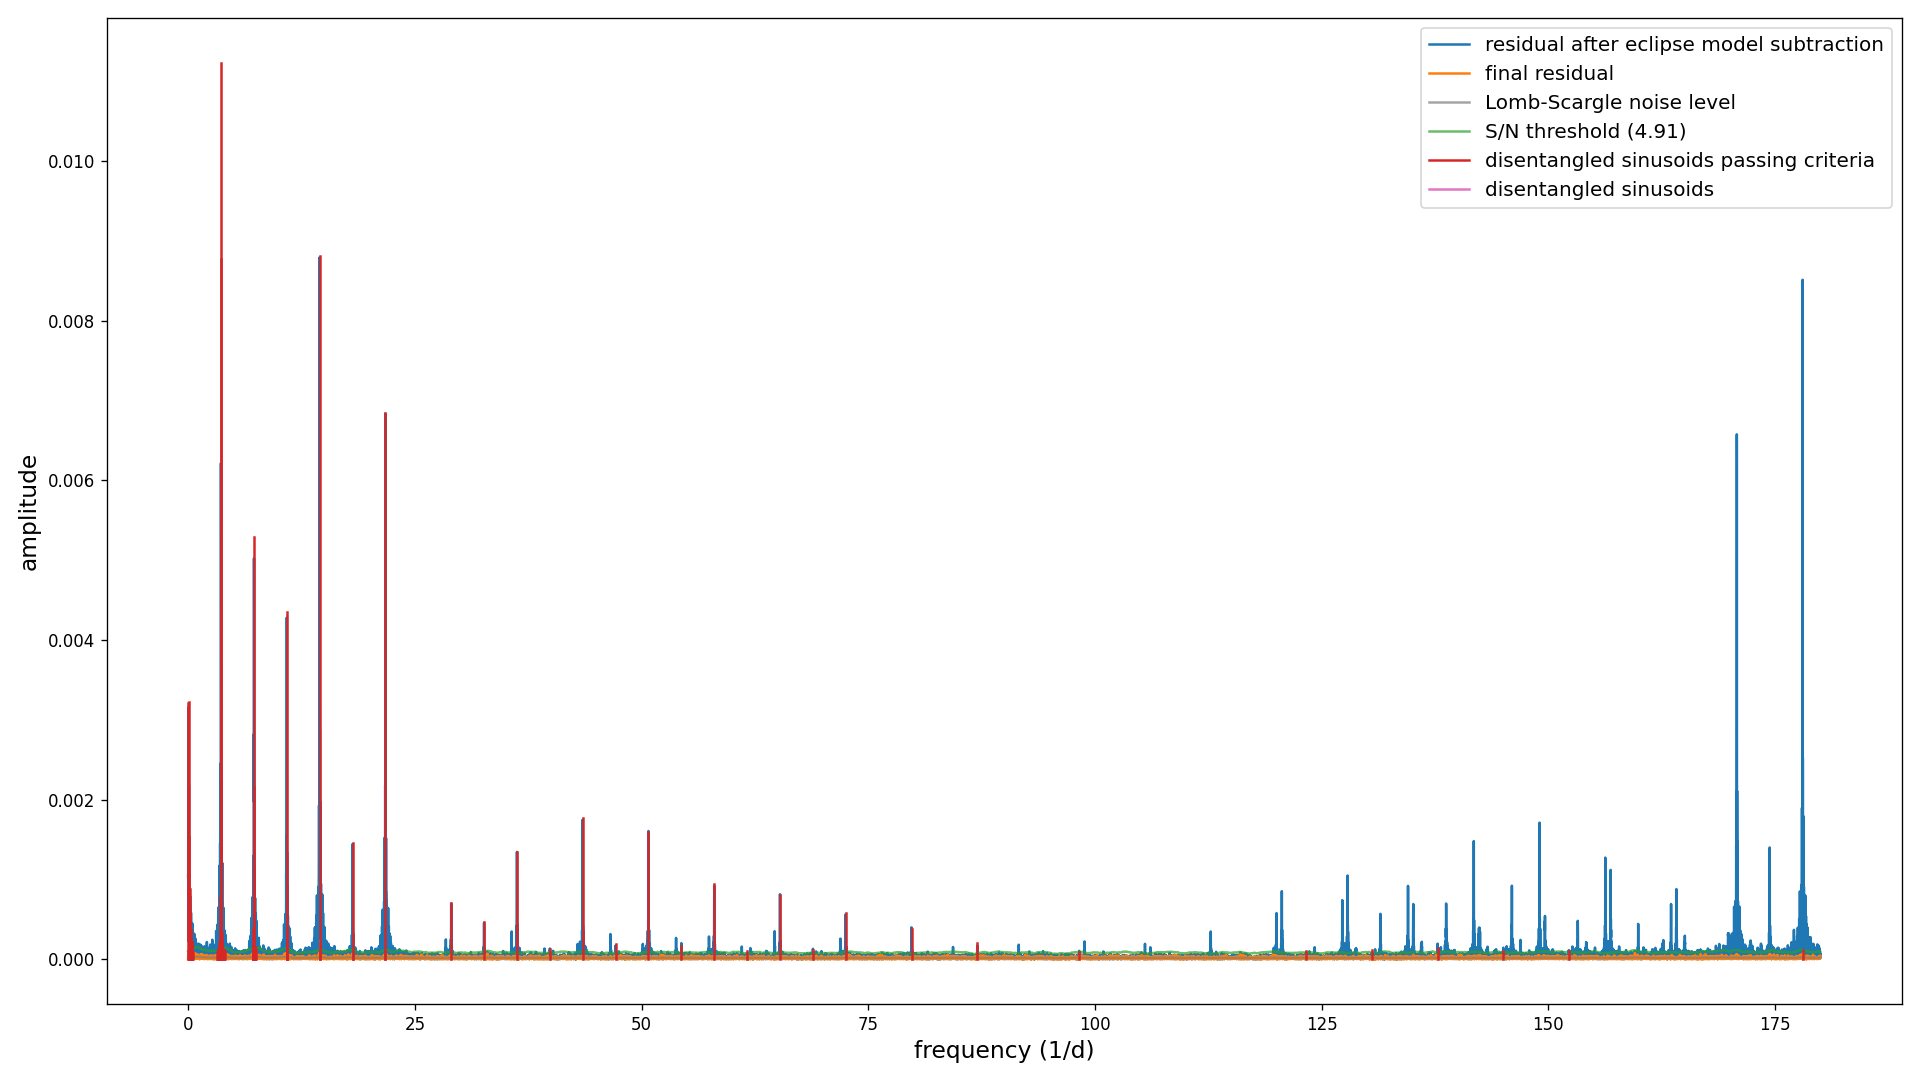 residual after eclipse model subtraction
final residual
Lomb-Scargle noise level
S/N threshold (4.91)
disentangled sinusoids passing criteria
disentangled sinusoids
0.010
0.008
0.006
0.004
0.002
0.000
amplitude
0 25 50 75 100 125 150 175
frequency (1/d)